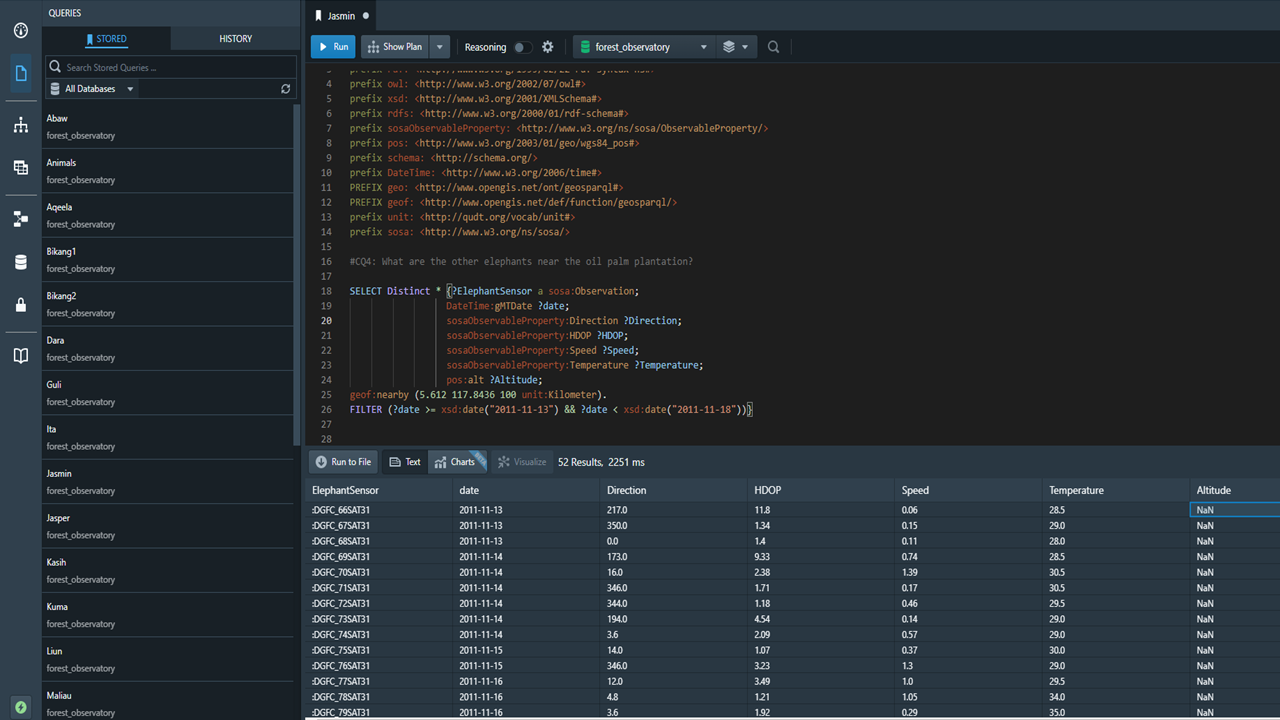 QUERIES
STORED
HISTORY
Search Stored Queries ...
All Databases
Abaw
forest_observatory
Animals
forest_observatory
Aqeela
forest_observatory
Bikang1
forest_observatory
Bikang2
forest_observatory
Dara
forest_observatory
Guli
forest_observatory
Ita
forest_observatory
Jasmin
forest_observatory
Jasper
forest_observatory
Kasih
forest_observatory
Kuma
forest_observatory
Liun
forest_observatory
Maliau
forest_observatory
Jasmin
Run Show Plan Reasoning forest_observatory
4 prefix owl: <http://www.w3.org/2002/07/owl#>
5 prefix xsd: <http://www.w3.org/2001/XMLSchema#>
6 prefix rdfs: <http://www.w3.org/2000/01/rdf-schema#>
7 prefix sosaObservableProperty: <http://www.w3.org/ns/sosa/ObservableProperty/>
8 prefix pos: <http://www.w3.org/2003/01/geo/wgs84_pos#>
9 prefix schema: <http://schema.org/>
10 prefix DateTime: <http://www.w3.org/2006/time#>
11 PREFIX geo: <http://www.opengis.net/ont/geosparql#>
12 PREFIX geof: <http://www.opengis.net/def/function/geosparql/>
13 prefix unit: <http://qudt.org/vocab/unit#>
14 prefix sosa: <http://www.w3.org/ns/sosa/>
15
16 #CQ4: What are the other elephants near the oil palm plantation?
17
18 SELECT Distinct * {?ElephantSensor a sosa:Observation;
19 DateTime:gMTDate ?date;
20 sosaObservableProperty:Direction ?Direction;
21 sosaObservableProperty:HDOP ?HDOP;
22 sosaObservableProperty:Speed ?Speed;
23 sosaObservableProperty:Temperature ?Temperature;
24 pos:alt ?Altitude;
25 geof:nearby (5.612 117.8436 100 unit:Kilometer).
26 FILTER (?date >= xsd:date("2011-11-13") && ?date < xsd:date("2011-11-18"))}
27
28
Run to File Text Charts Visualize 52 Results, 2251 ms
ElephantSensor date Direction HDOP Speed Temperature Altitude
:DGFC_66SAT31 2011-11-13 217.0 11.8 0.06 28.5 NaN
:DGFC_67SAT31 2011-11-13 350.0 1.34 0.15 29.0 NaN
:DGFC_68SAT31 2011-11-13 0.0 1.4 0.11 28.0 NaN
:DGFC_69SAT31 2011-11-14 173.0 9.33 0.74 28.5 NaN
:DGFC_70SAT31 2011-11-14 16.0 2.38 1.39 30.5 NaN
:DGFC_71SAT31 2011-11-14 346.0 1.71 0.17 30.5 NaN
:DGFC_72SAT31 2011-11-14 344.0 1.18 0.46 29.5 NaN
:DGFC_73SAT31 2011-11-14 194.0 4.54 0.14 29.0 NaN
:DGFC_74SAT31 2011-11-14 3.6 2.09 0.57 29.0 NaN
:DGFC_75SAT31 2011-11-15 14.0 1.07 0.37 30.0 NaN
:DGFC_76SAT31 2011-11-15 346.0 3.23 1.3 29.0 NaN
:DGFC_77SAT31 2011-11-16 12.0 3.49 1.0 29.5 NaN
:DGFC_78SAT31 2011-11-16 4.8 1.21 1.05 34.0 NaN
:DGFC_79SAT31 2011-11-16 3.6 1.92 0.29 35.0 NaN